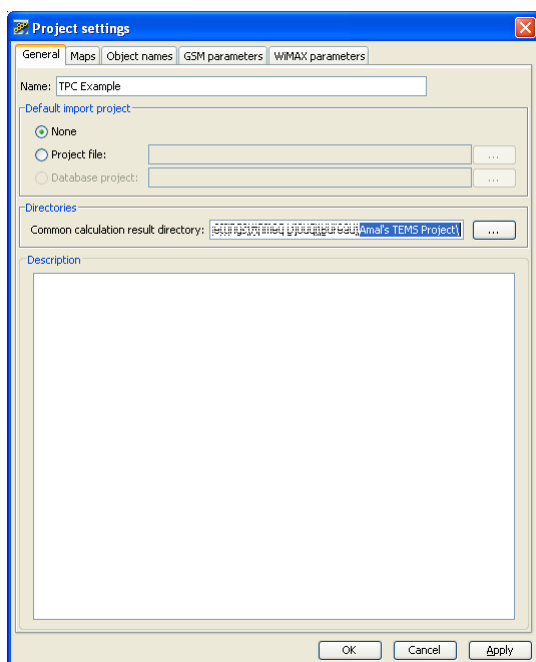 Project settings
General Maps Object names GSM parameters WiMAX parameters
Name: TPC Example
Default import project
None
Project file: ...
Database project: ...
Directories
Common calculation result directory: Amal's TEMS Project\ ...
Description
OK Cancel Apply